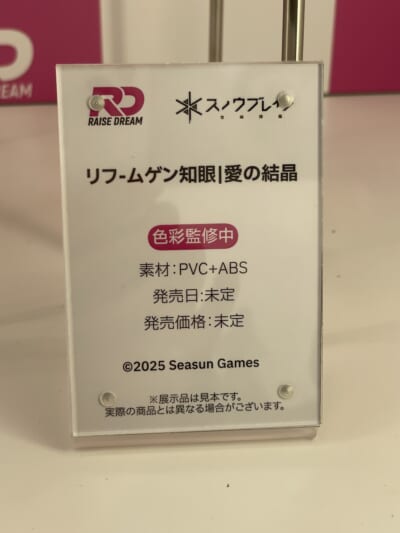 RD
RAISE DREAM
スノウブレイク
リフ-ムゲン知眼|愛の結晶
色彩監修中
素材:PVC+ABS
発売日:未定
発売価格:未定
©2025 Seasun Games
※展示品は見本です。
実際の商品とは異なる場合がございます。